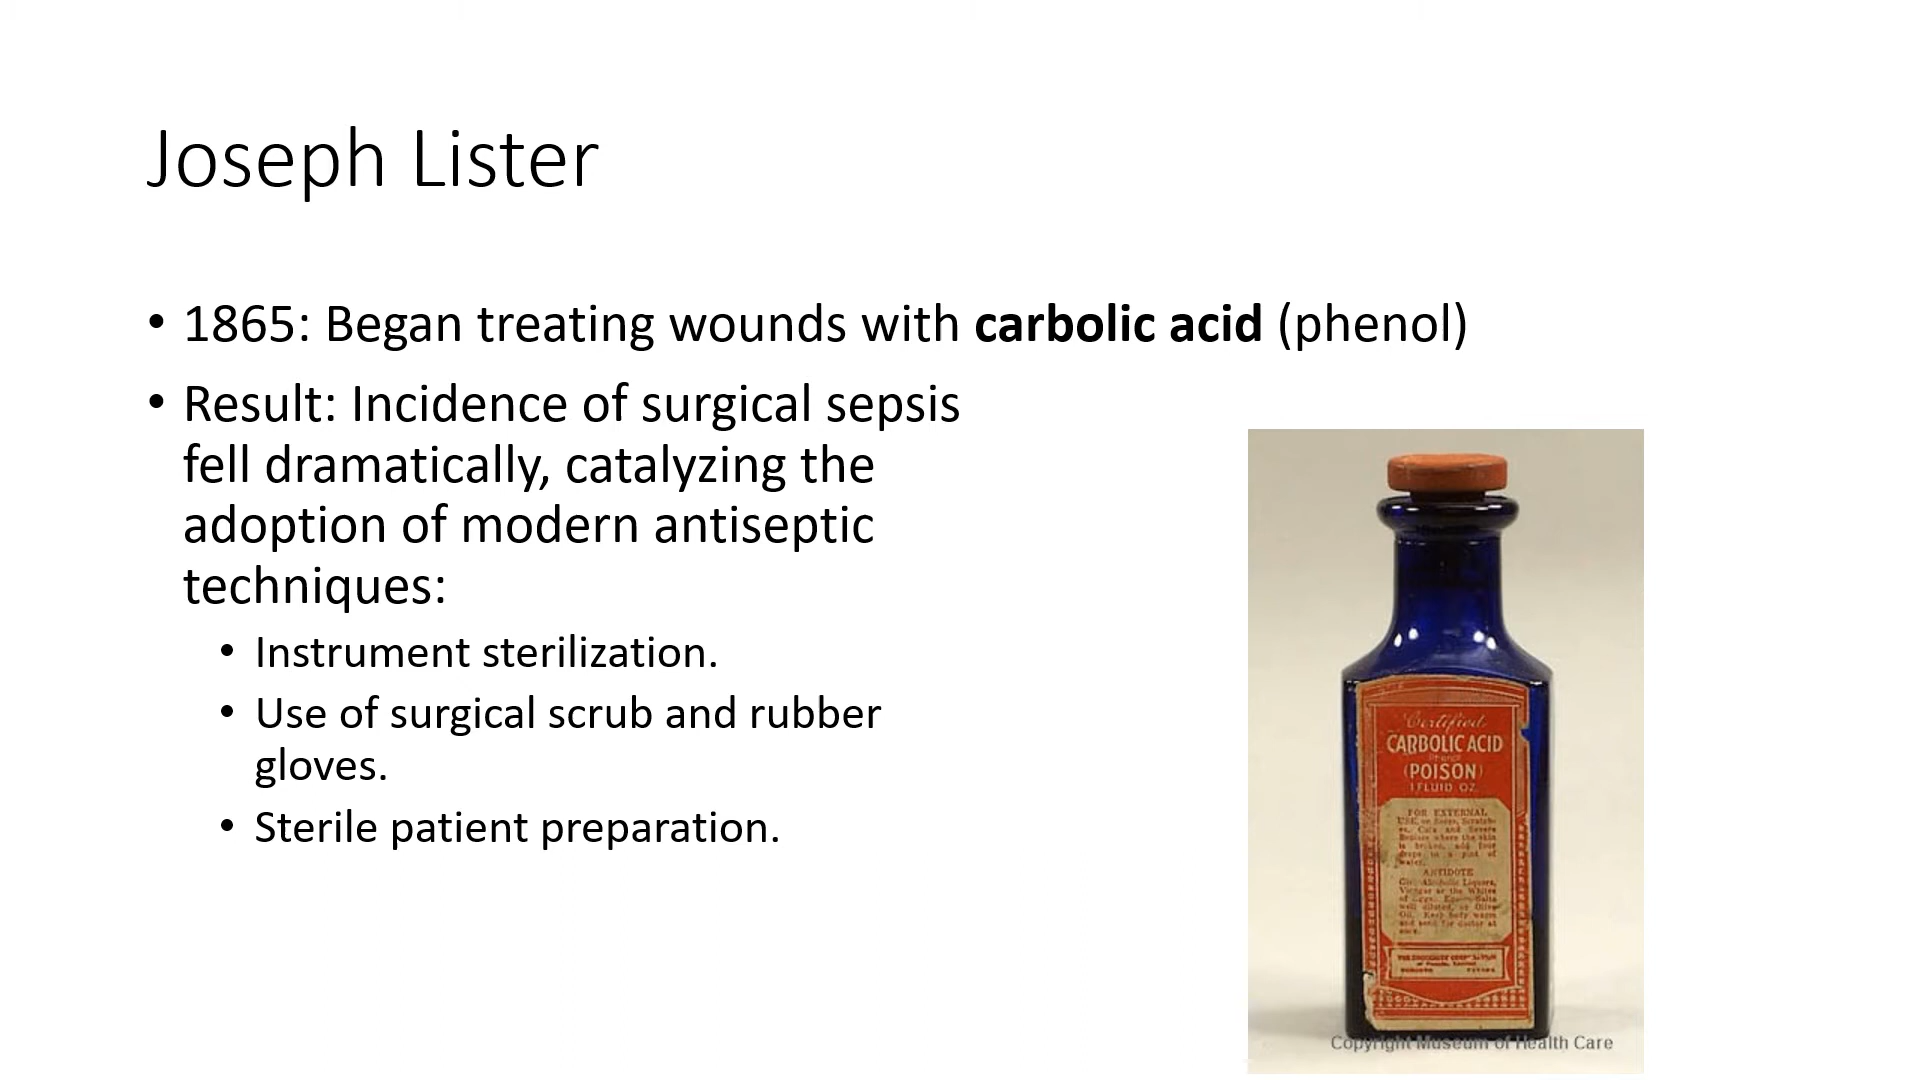 Joseph Lister
• 1865: Began treating wounds with carbolic acid (phenol)
• Result: Incidence of surgical sepsis
fell dramatically, catalyzing the
adoption of modern antiseptic
techniques:
• Instrument sterilization.
• Use of surgical scrub and rubber
gloves.
• Sterile patient preparation.
Certified
CARBOLIC ACID
(POISON)
1 FLUID OZ.
FOR EXTERNAL
ANTIDOTE
Copyright Museum of Health Care